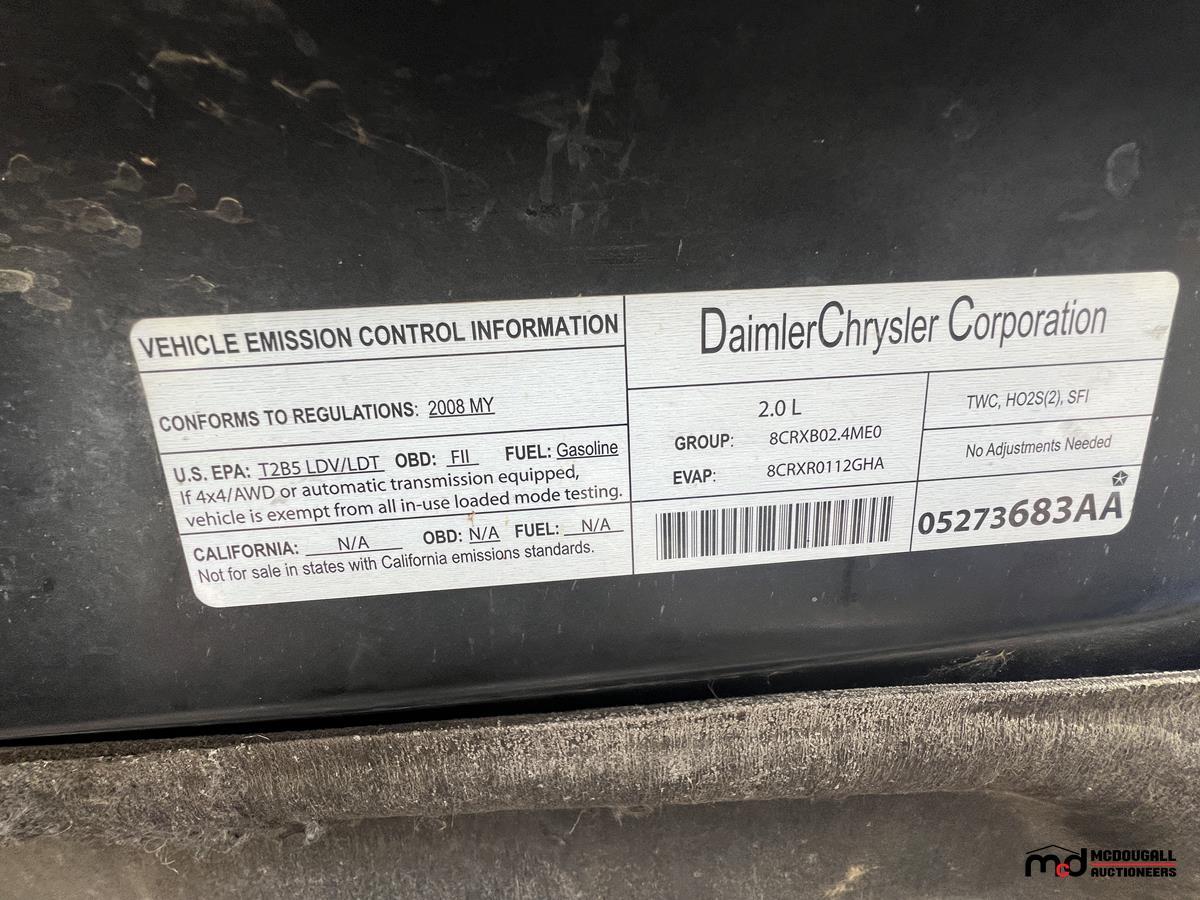 VEHICLE EMISSION CONTROL INFORMATION
CONFORMS TO REGULATIONS: 2008 MY
U.S. EPA: T2B5 LDV/LDT OBD: FII FUEL: Gasoline
If 4x4/AWD or automatic transmission equipped,
vehicle is exempt from all in-use loaded mode testing.
CALIFORNIA: N/A OBD: N/A FUEL: N/A
Not for sale in states with California emissions standards.
DaimlerChrysler Corporation
2.0 L
GROUP: 8CRXB02.4ME0
EVAP: 8CRXR0112GHA
TWC, HO2S(2), SFI
No Adjustments Needed
05273683AA
mcd MCDOUGALL
AUCTIONEERS